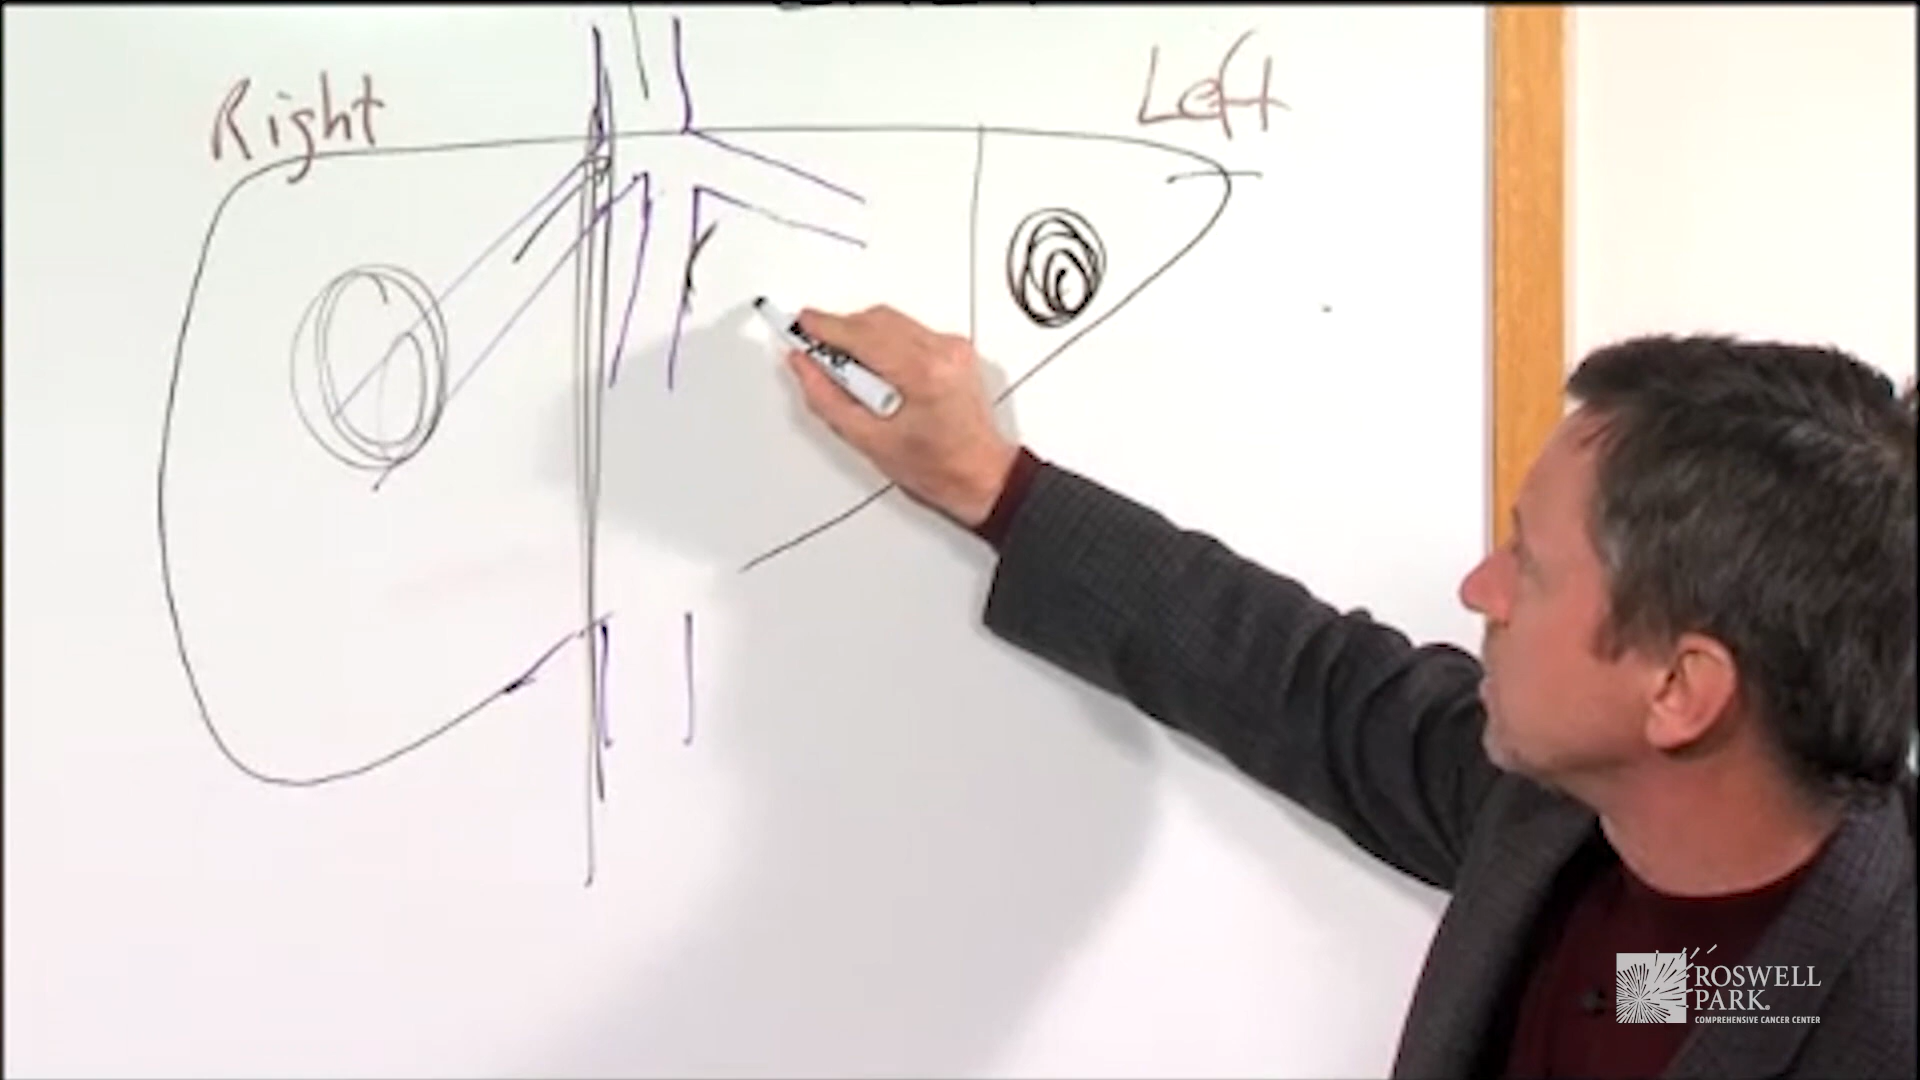 Right
Left
ROSWELL
PARK.
COMPREHENSIVE CANCER CENTER